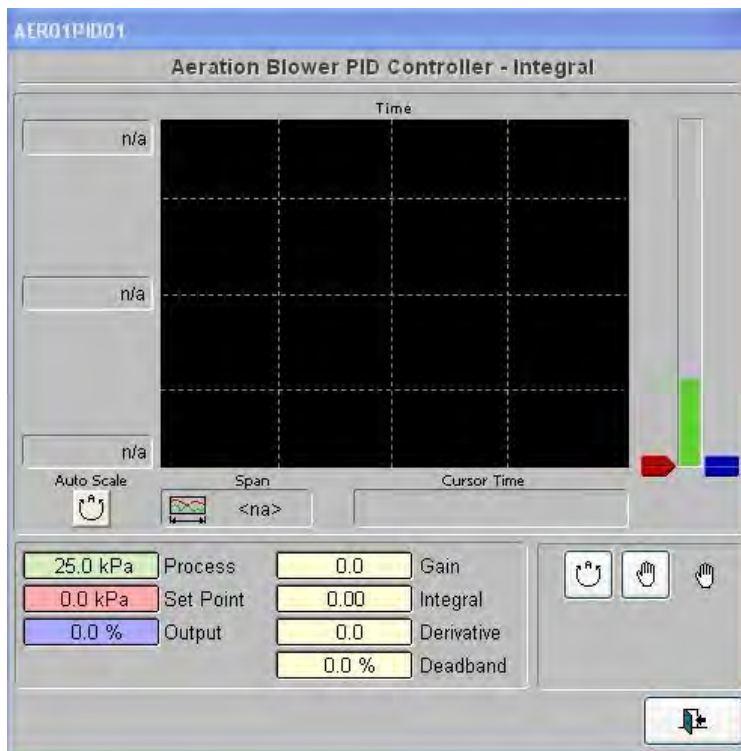 AER01PID01
Aeration Blower PID Controller - Integral
Time
n/a
n/a
n/a
Auto Scale
Span
Cursor Time
A
<na>
25.0 kPa Process 0.0 Gain
0.0 kPa Set Point 0.00 Integral
0.0 % Output 0.0 Derivative
0.0 % Deadband
A